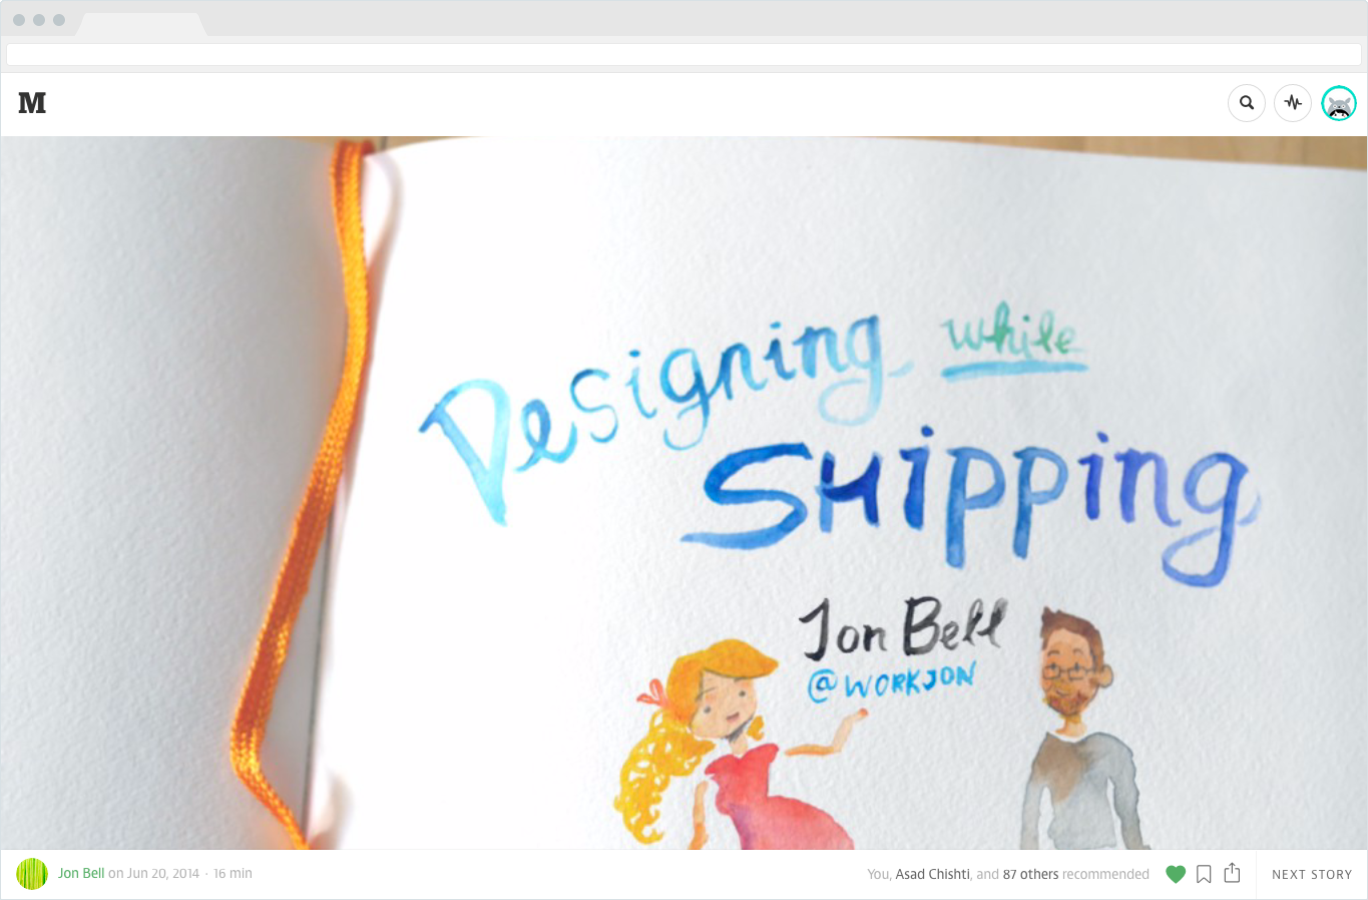 M
Designing while
SHipping
Jon Bell
@WORKJON
Jon Bell on Jun 20, 2014 · 16 min
You, Asad Chishti, and 87 others recommended
NEXT STORY